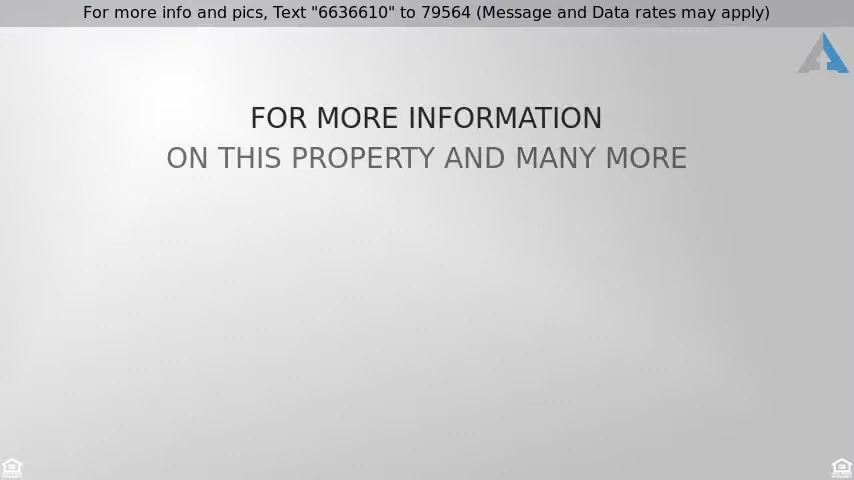 For more info and pics, Text "6636610" to 79564 (Message and Data rates may apply)
FOR MORE INFORMATION
ON THIS PROPERTY AND MANY MORE